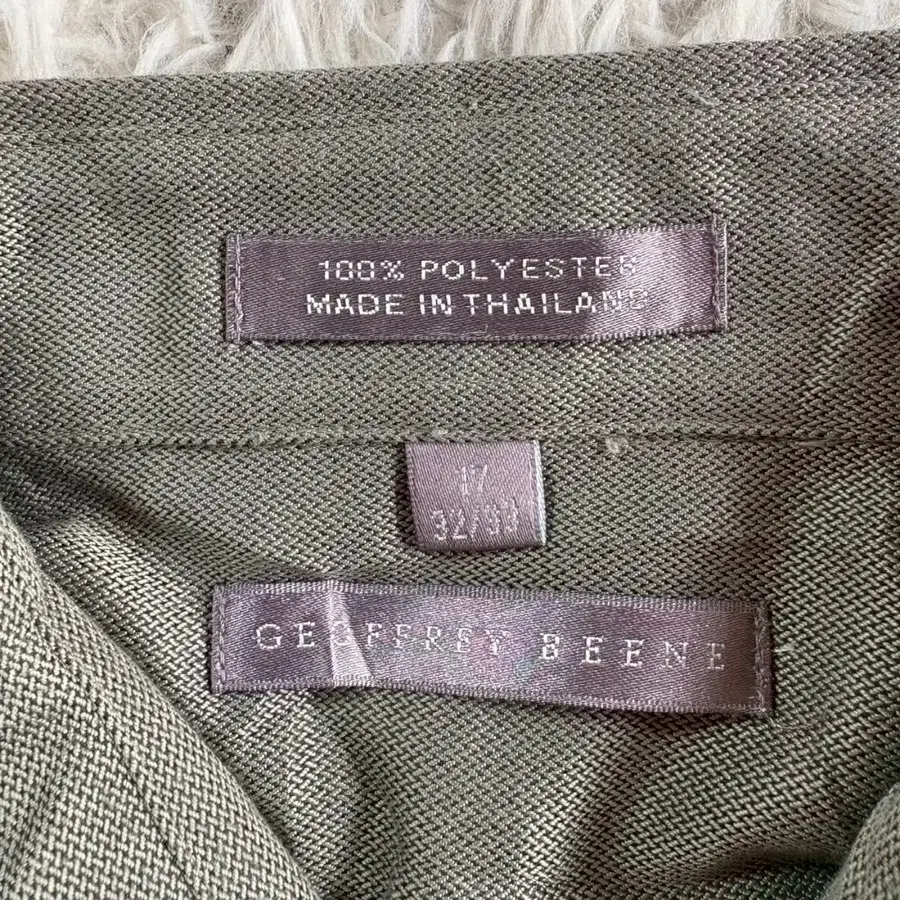 100% POLYESTER
MADE IN THAILAND
17
32/33
GEOFFREY BEENE